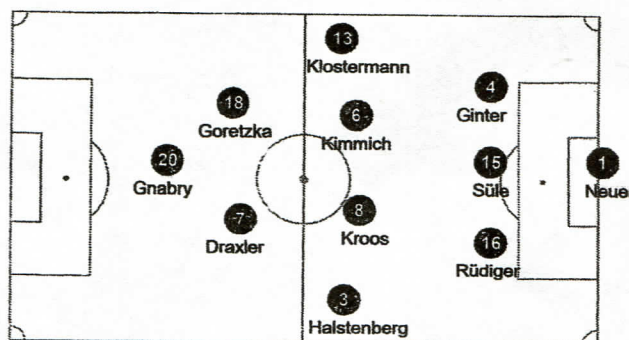 13
Klostermann
4
Ginter
18
Goretzka
6
Kimmich
20
Gnabry
15
Süle
1
Neuer
7
Draxler
8
Kroos
16
Rüdiger
3
Halstenberg